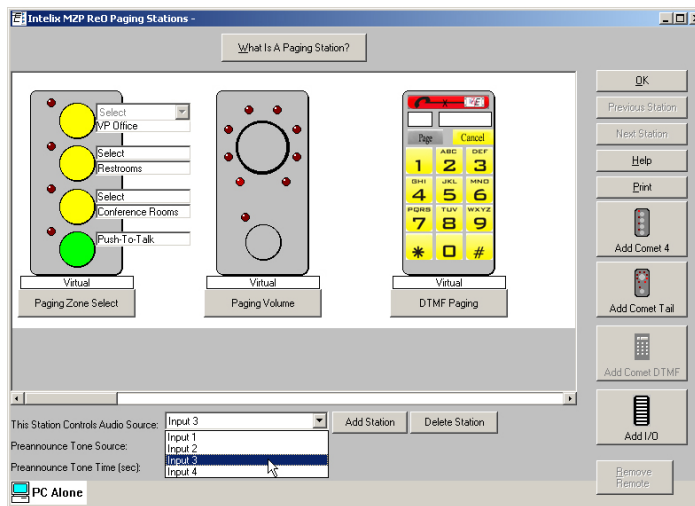 Intelix MZP ReO Paging Stations -
What Is A Paging Station?
Select
VP Office
Select
Restrooms
Select
Conference Rooms
Push-To-Talk
Virtual
Paging Zone Select
Virtual
Paging Volume
Page
Cancel
1
ABC
2
DEF
3
GHI
4
JKL
5
MNO
6
PQRS
7
TUV
8
WXYZ
9
*
0
#
Virtual
DTMF Paging
OK
Previous Station
Next Station
Help
Print
Add Comet 4
Add Comet Tail
Add Comet DTMF
Add I/O
Remove
Remote
This Station Controls Audio Source:
Input 3
Add Station
Delete Station
Preannounce Tone Source:
Preannounce Tone Time (sec):
Input 1
Input 2
Input 3
Input 4
PC Alone